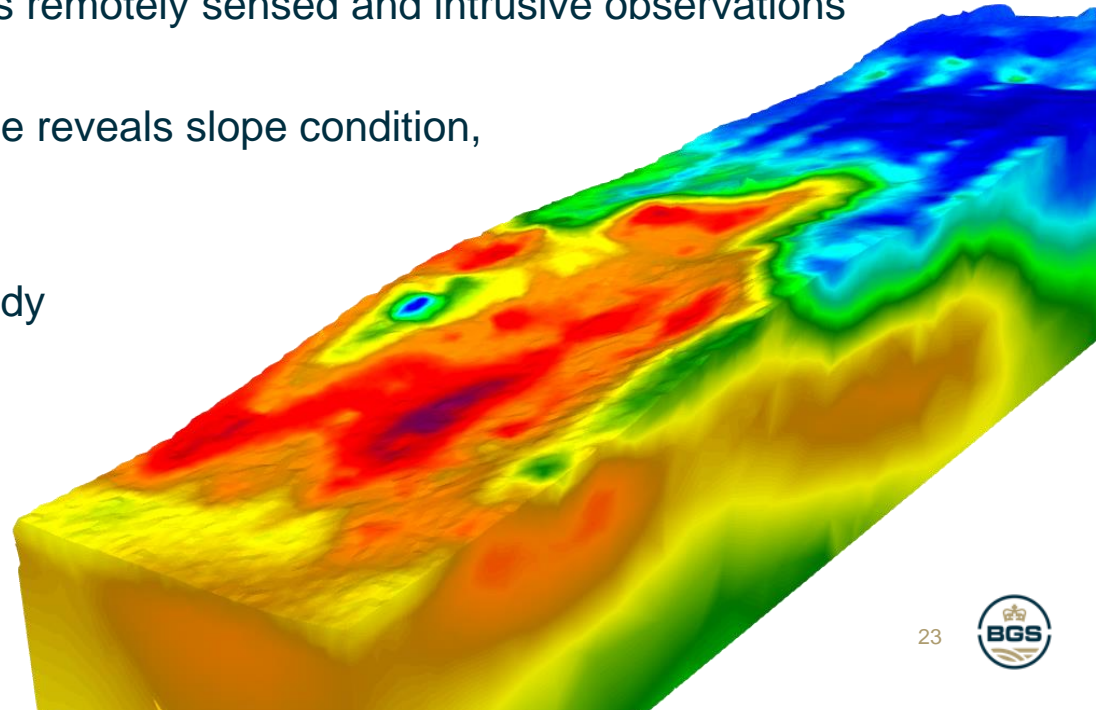 s remotely sensed and intrusive observations
e reveals slope condition,
dy
23
BGS